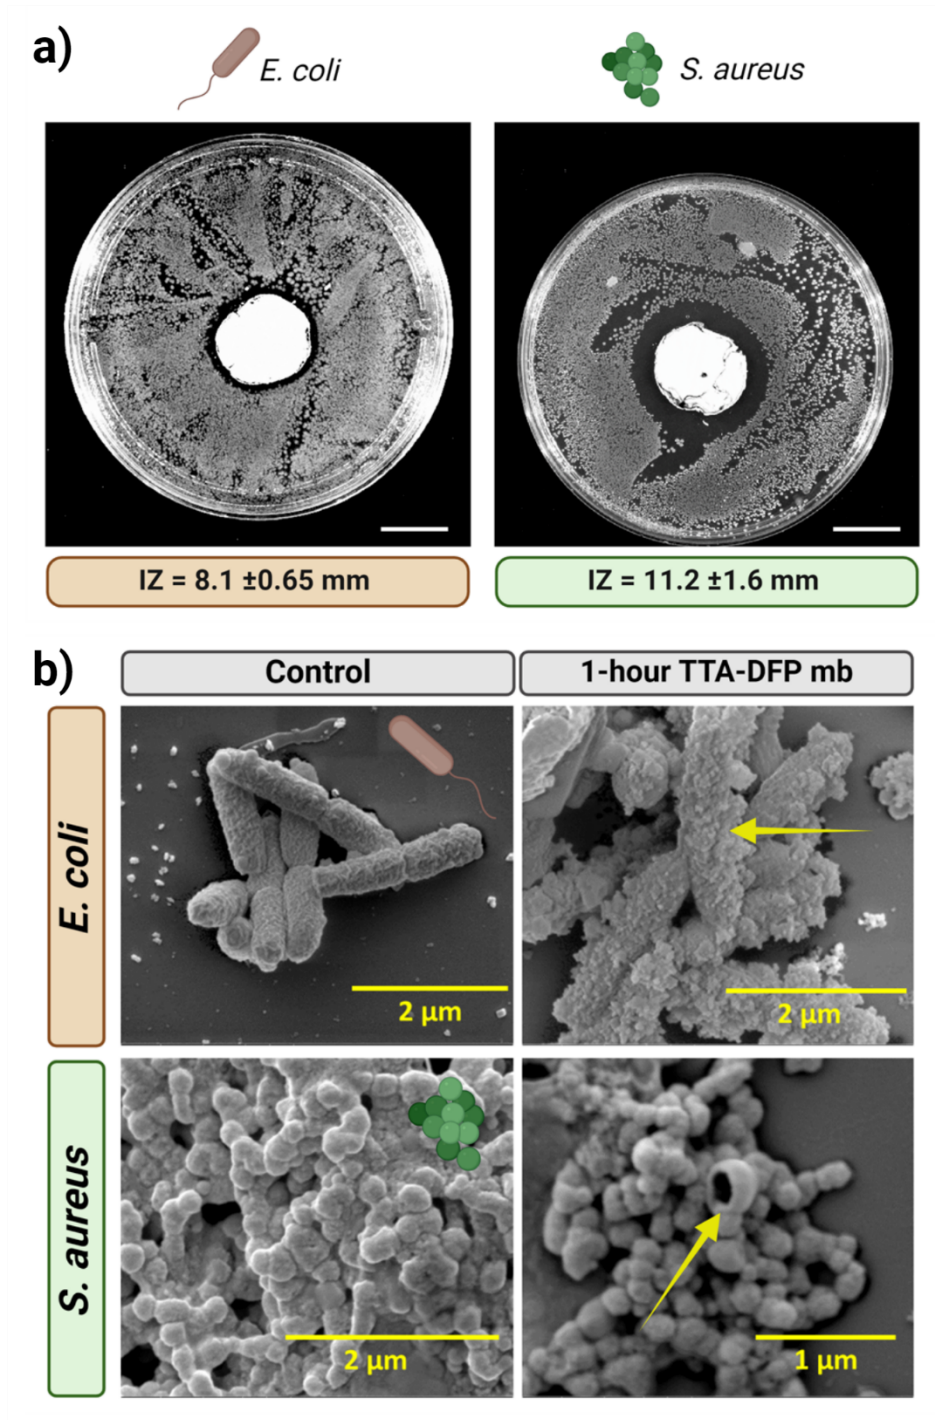 a)
E. coli
S. aureus
IZ = 8.1 ±0.65 mm
IZ = 11.2 ±1.6 mm
b)
Control
1-hour TTA-DFP mb
E. coli
2 μm
2 μm
S. aureus
2 μm
1 μm